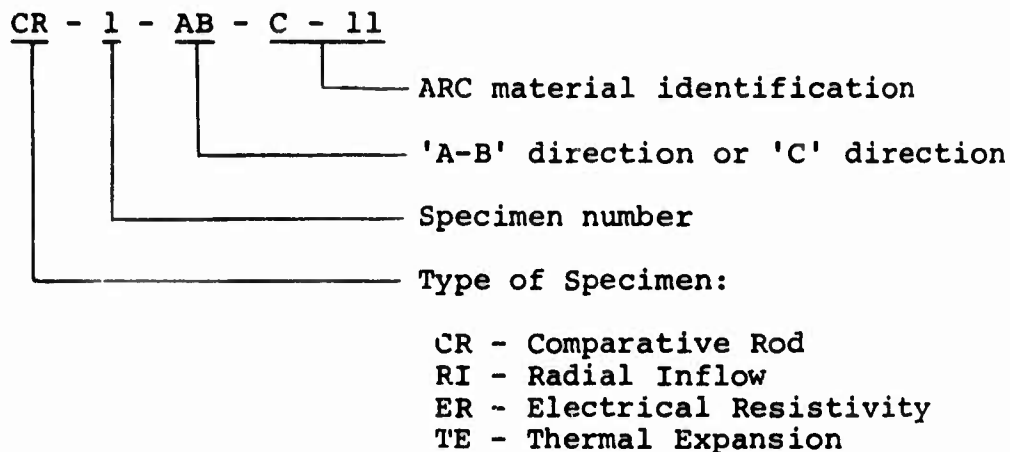 CR - 1 - AB - C - 11
ARC material identification
'A-B' direction or 'C' direction
Specimen number
Type of Specimen:
CR - Comparative Rod
RI - Radial Inflow
ER - Electrical Resistivity
TE - Thermal Expansion